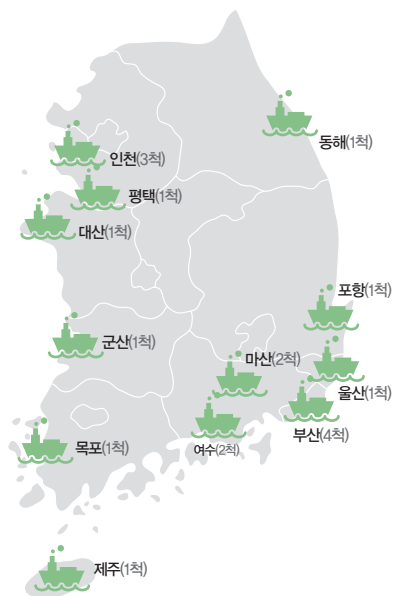 동해(1척)
인천(3척)
평택(1척)
대산(1척)
포항(1척)
군산(1척)
마산(2척)
울산(1척)
부산(4척)
목포(1척)
여수(2척)
제주(1척)